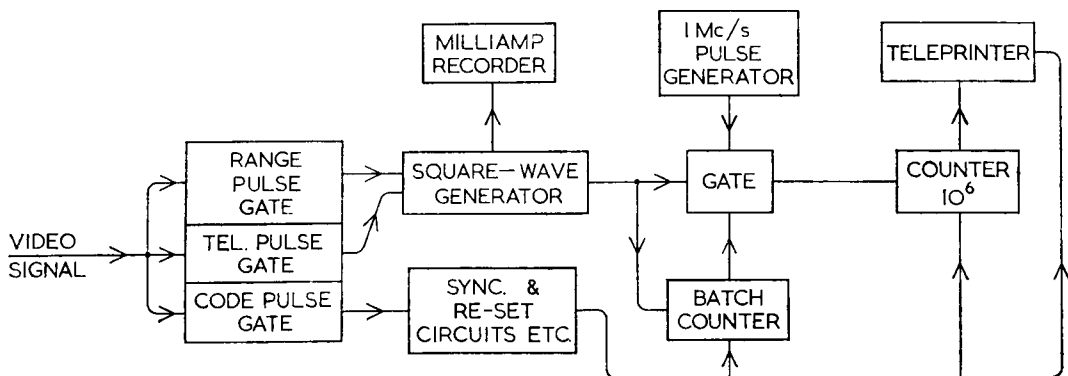 MILLIAMP
RECORDER
1 Mc/s
PULSE
GENERATOR
TELEPRINTER
RANGE
PULSE
GATE
SQUARE-WAVE
GENERATOR
GATE
COUNTER
10⁶
VIDEO
SIGNAL
TEL. PULSE
GATE
CODE PULSE
GATE
SYNC. &
RE-SET
CIRCUITS ETC.
BATCH
COUNTER